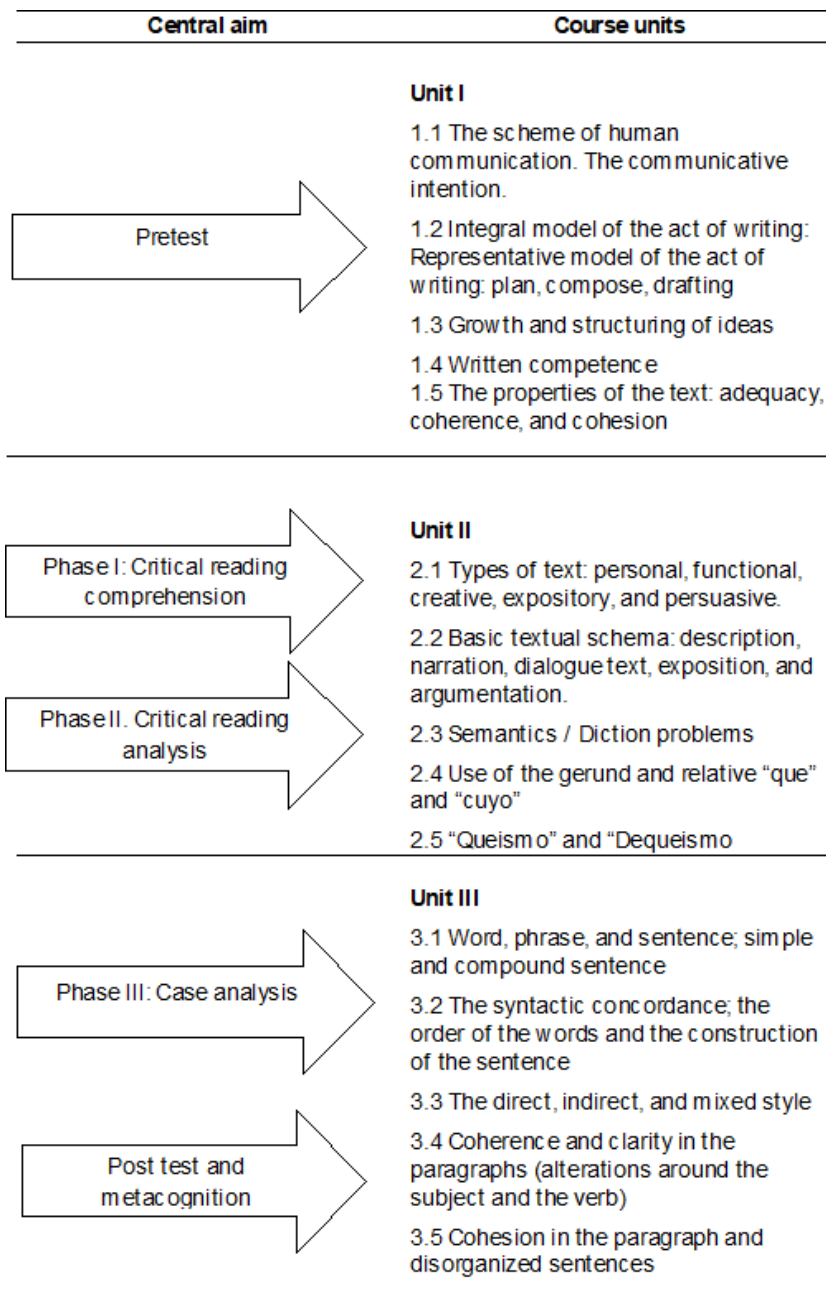 Central aim
Course units
Pretest
Unit I
1.1 The scheme of human
communication. The communicative
intention.
1.2 Integral model of the act of writing:
Representative model of the act of
writing: plan, compose, drafting
1.3 Growth and structuring of ideas
1.4 Written competence
1.5 The properties of the text: adequacy,
coherence, and cohesion
Phase I: Critical reading
comprehension
Phase II. Critical reading
analysis
Unit II
2.1 Types of text: personal, functional,
creative, expository, and persuasive.
2.2 Basic textual schema: description,
narration, dialogue text, exposition, and
argumentation.
2.3 Semantics / Diction problems
2.4 Use of the gerund and relative “que”
and “cuyo”
2.5 “Queismo” and “Dequeismo
Phase III: Case analysis
Post test and
metacognition
Unit III
3.1 Word, phrase, and sentence; simple
and compound sentence
3.2 The syntactic concordance; the
order of the words and the construction
of the sentence
3.3 The direct, indirect, and mixed style
3.4 Coherence and clarity in the
paragraphs (alterations around the
subject and the verb)
3.5 Cohesion in the paragraph and
disorganized sentences